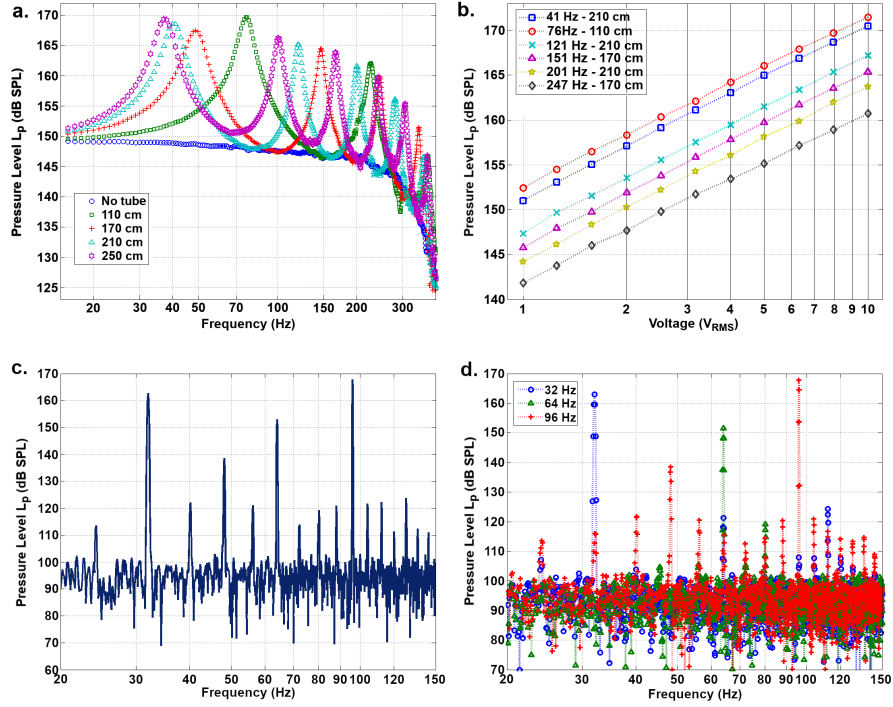 a.
Pressure Level Lp (dB SPL)
170
165
160
155
150
145
140
135
130
125
No tube
110 cm
170 cm
210 cm
250 cm
20 30 40 50 70 100 150 200 300
Frequency (Hz)
b.
Pressure Level Lp (dB SPL)
170
165
160
155
150
145
140
41 Hz - 210 cm
76Hz - 110 cm
121 Hz - 210 cm
151 Hz - 170 cm
201 Hz - 210 cm
247 Hz - 170 cm
1 2 3 4 5 6 7 8 9 10
Voltage (VRMS)
c.
Pressure Level Lp (dB SPL)
170
160
150
140
130
120
110
100
90
80
70
60
20 30 40 50 60 70 80 90 100 120 150
Frequency (Hz)
d.
Pressure Level Lp (dB SPL)
170
160
150
140
130
120
110
100
90
80
70
32 Hz
64 Hz
96 Hz
20 30 40 50 60 70 80 90 100 120 150
Frequency (Hz)